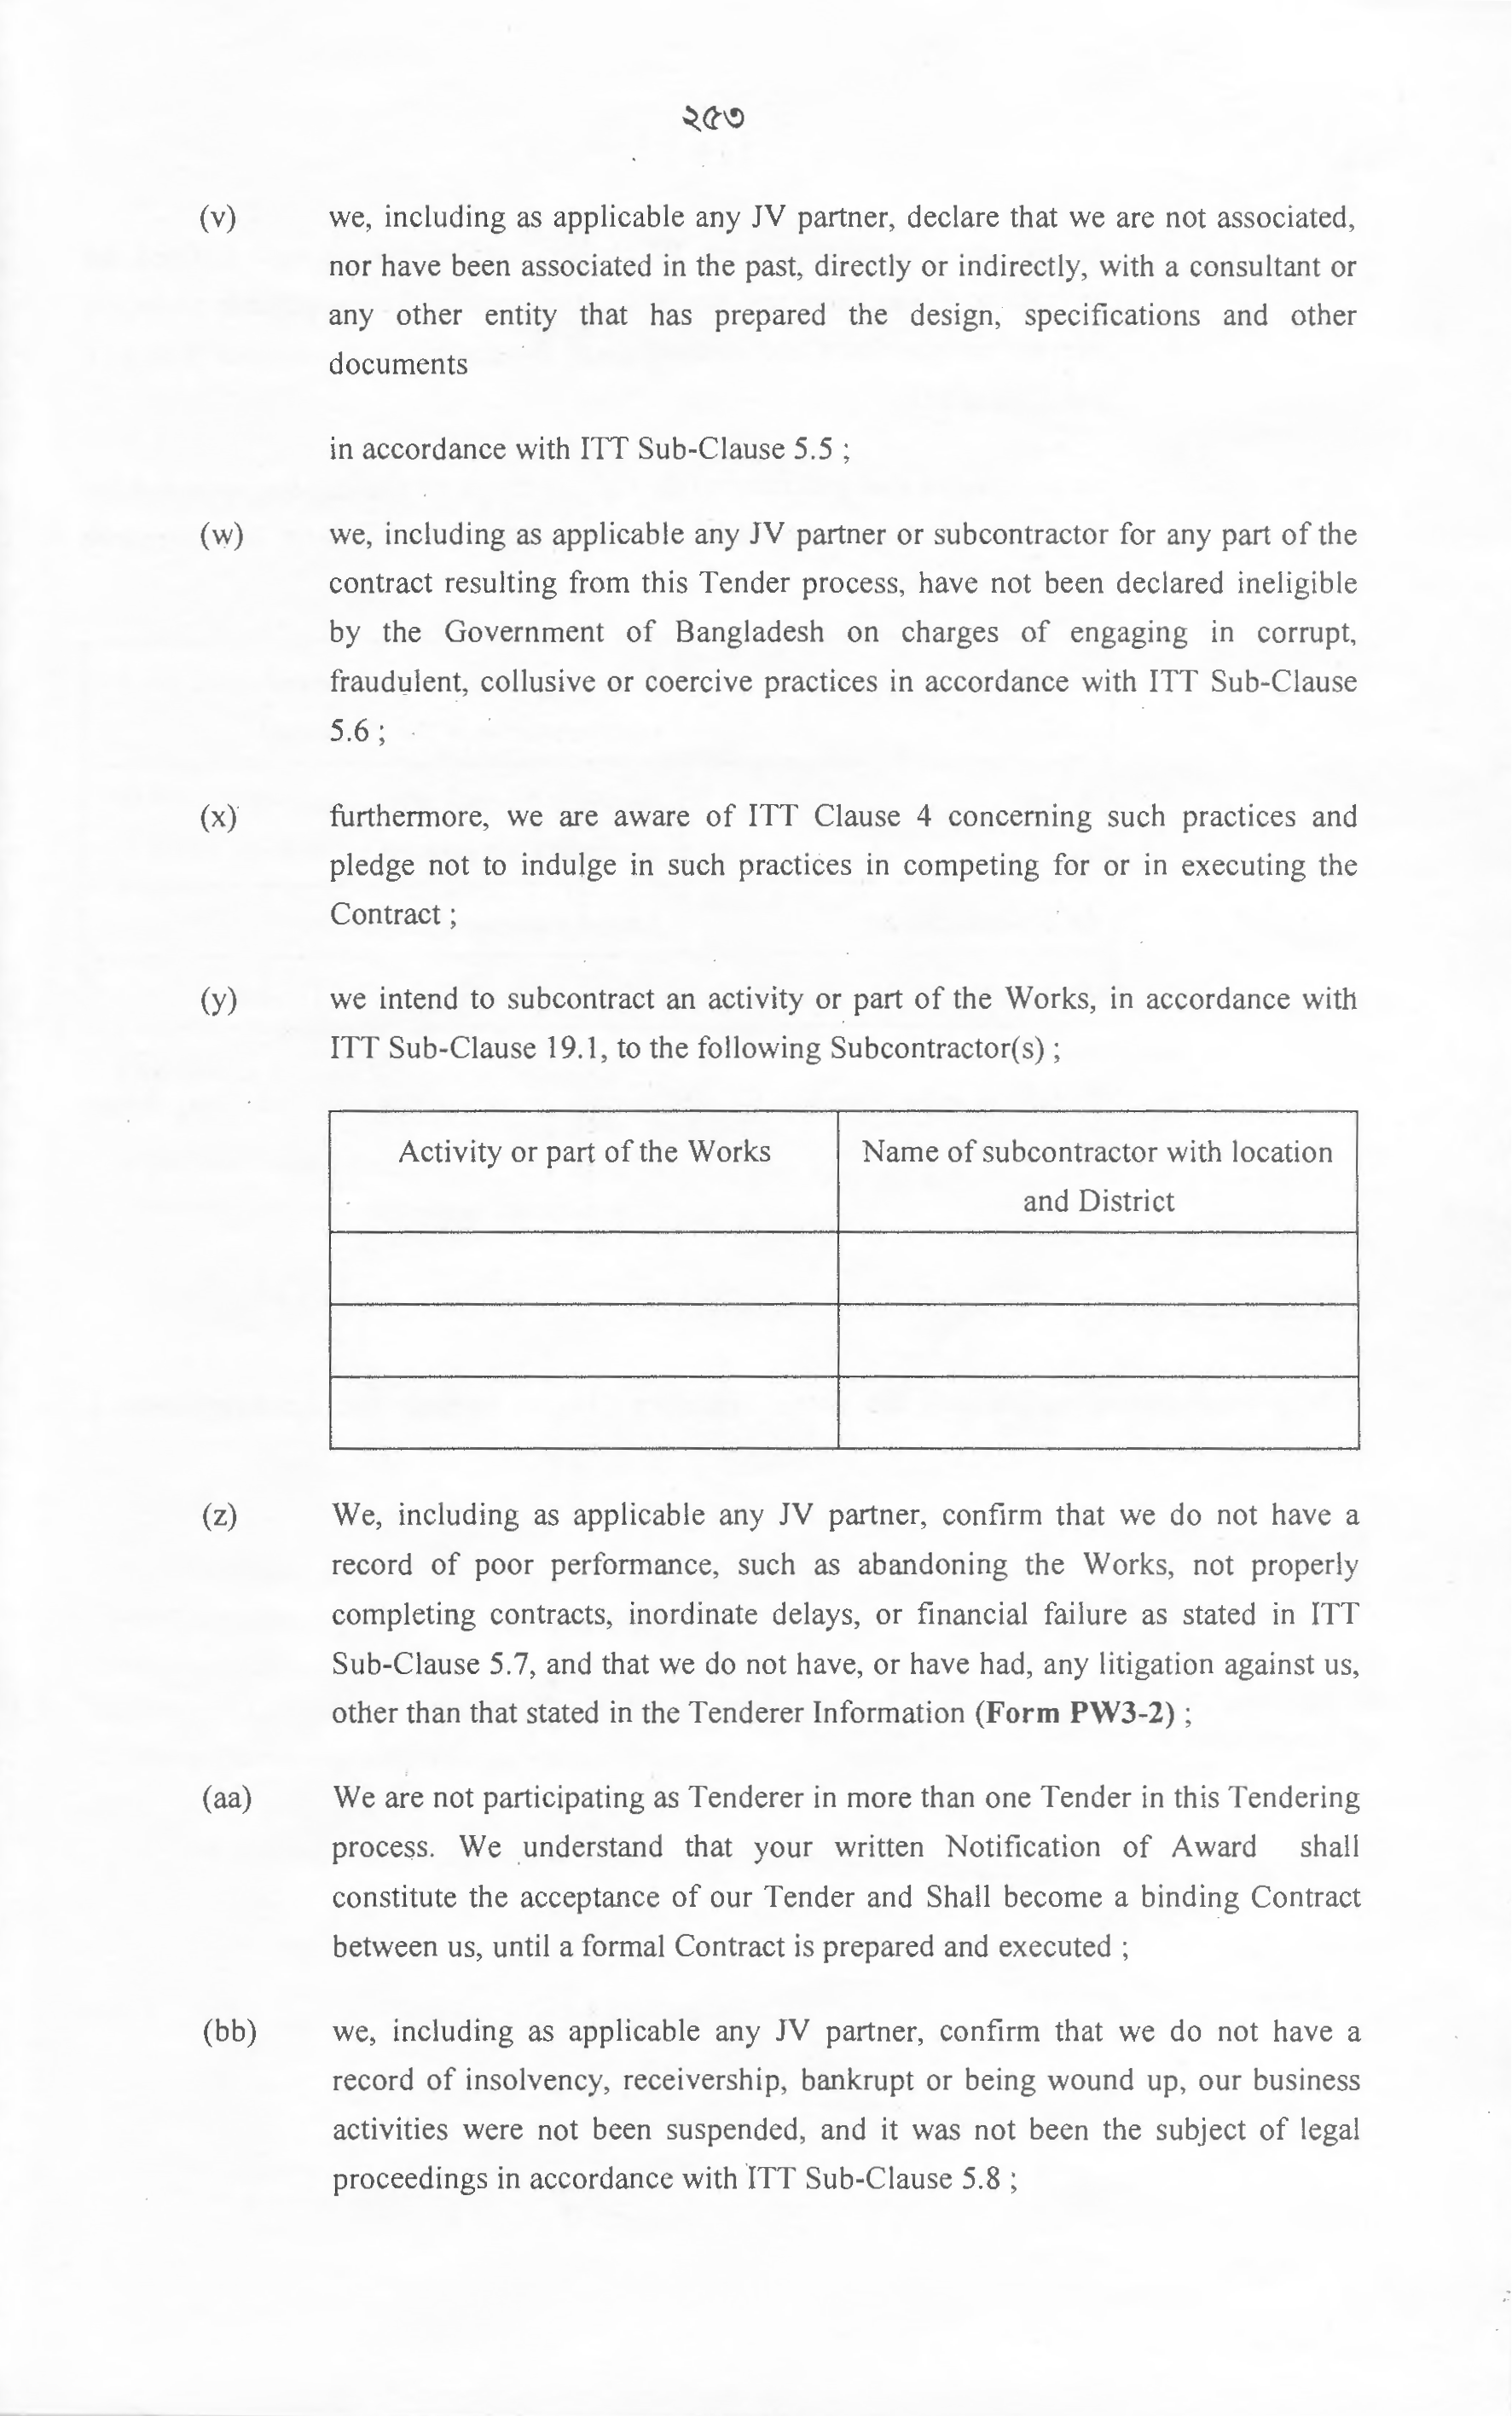 ২৫৩
(v) we, including as applicable any JV partner, declare that we are not associated,
nor have been associated in the past, directly or indirectly, with a consultant or
any other entity that has prepared the design, specifications and other
documents
in accordance with ITT Sub-Clause 5.5 ;
(w) we, including as applicable any JV partner or subcontractor for any part of the
contract resulting from this Tender process, have not been declared ineligible
by the Government of Bangladesh on charges of engaging in corrupt,
fraudulent, collusive or coercive practices in accordance with ITT Sub-Clause
5.6 ;
(x) furthermore, we are aware of ITT Clause 4 concerning such practices and
pledge not to indulge in such practices in competing for or in executing the
Contract ;
(y) we intend to subcontract an activity or part of the Works, in accordance with
ITT Sub-Clause 19.1, to the following Subcontractor(s) ;
Activity or part of the Works
Name of subcontractor with location
and District
(z) We, including as applicable any JV partner, confirm that we do not have a
record of poor performance, such as abandoning the Works, not properly
completing contracts, inordinate delays, or financial failure as stated in ITT
Sub-Clause 5.7, and that we do not have, or have had, any litigation against us,
other than that stated in the Tenderer Information (Form PW3-2) ;
(aa) We are not participating as Tenderer in more than one Tender in this Tendering
process. We understand that your written Notification of Award shall
constitute the acceptance of our Tender and Shall become a binding Contract
between us, until a formal Contract is prepared and executed ;
(bb) we, including as applicable any JV partner, confirm that we do not have a
record of insolvency, receivership, bankrupt or being wound up, our business
activities were not been suspended, and it was not been the subject of legal
proceedings in accordance with ITT Sub-Clause 5.8 ;